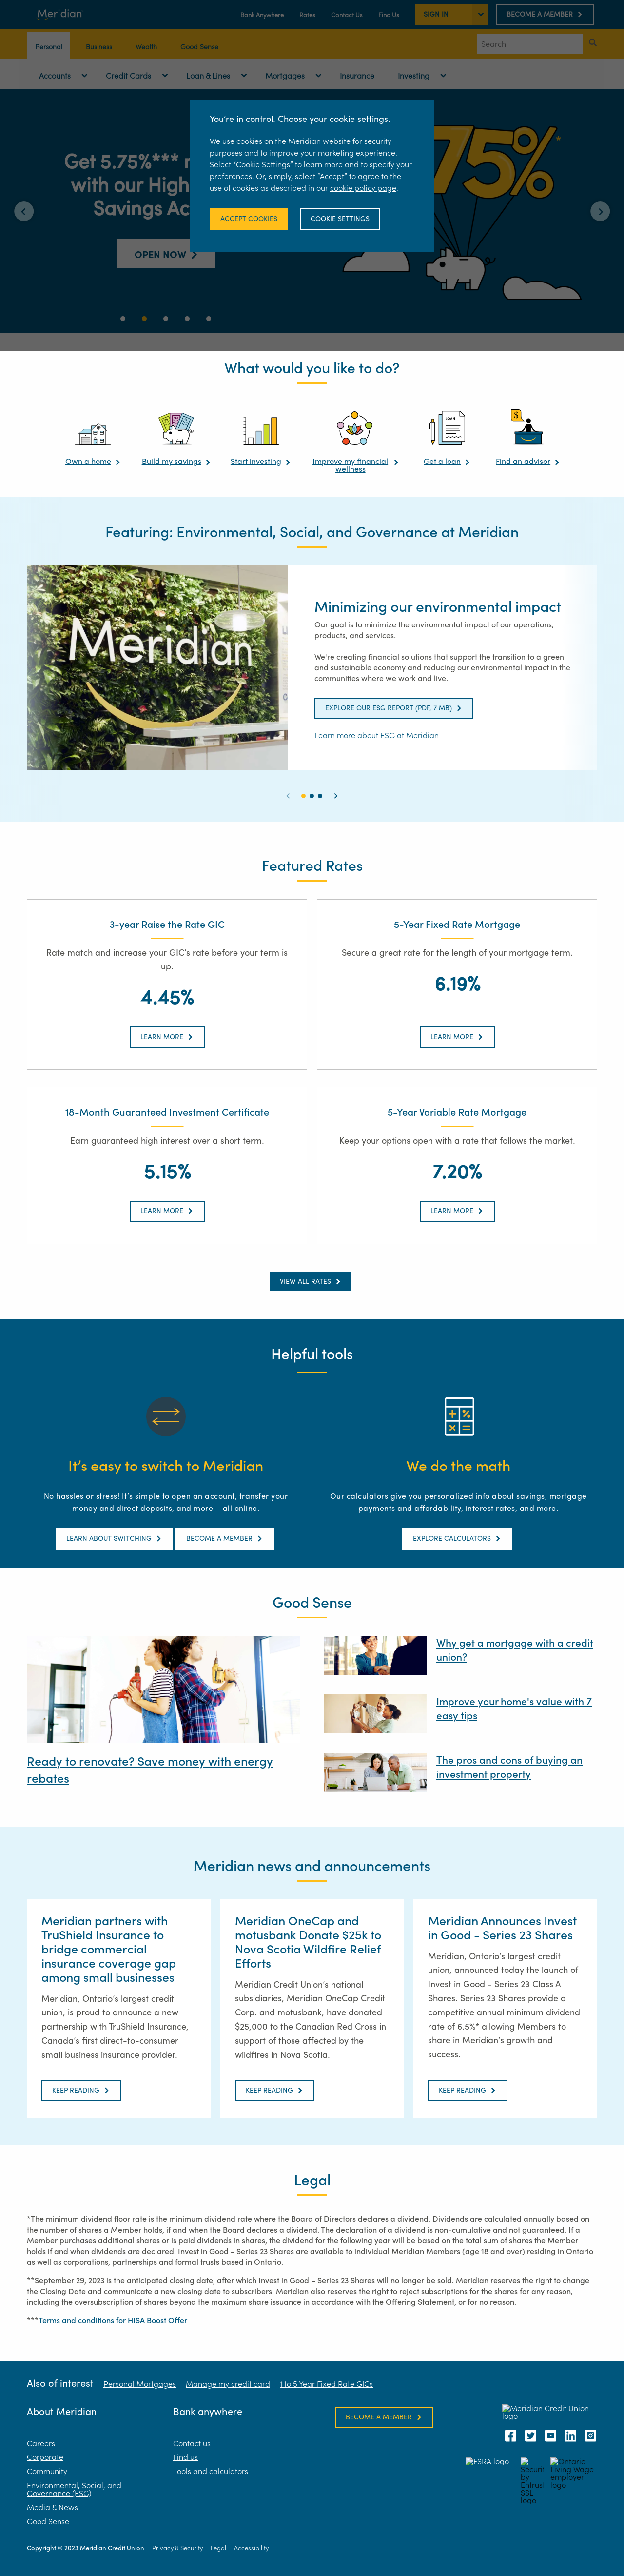 Meridian
Bank Anywhere
Rates
Contact Us
Find Us
SIGN IN
BECOME A MEMBER
Personal
Business
Wealth
Good Sense
Search
Accounts
Credit Cards
Loan & Lines
Mortgages
Insurance
Investing
Get 5.75%***
with our High
Savings Ac
75%
OPEN NOW
You're in control. Choose your cookie settings.
We use cookies on the Meridian website for security
purposes and to improve your marketing experience.
Select "Cookie Settings" to learn more and to specify your
preferences. Or, simply, select "Accept" to agree to the
use of cookies as described in our cookie policy page.
ACCEPT COOKIES
COOKIE SETTINGS
What would you like to do?
LOAN
Own a home
Build my savings
Start investing
Improve my financial
wellness
Get a loan
Find an advisor
Featuring: Environmental, Social, and Governance at Meridian
Meridian
Minimizing our environmental impact
Our goal is to minimize the environmental impact of our operations,
products, and services.
We're creating financial solutions that support the transition to a green
and sustainable economy and reducing our environmental impact in the
communities where we work and live.
EXPLORE OUR ESG REPORT (PDF, 7 MB)
Learn more about ESG at Meridian
Featured Rates
3-year Raise the Rate GIC
Rate match and increase your GIC's rate before your term is
up.
4.45%
LEARN MORE
5-Year Fixed Rate Mortgage
Secure a great rate for the length of your mortgage term.
6.19%
LEARN MORE
18-Month Guaranteed Investment Certificate
Earn guaranteed high interest over a short term.
5.15%
LEARN MORE
5-Year Variable Rate Mortgage
Keep your options open with a rate that follows the market.
7.20%
LEARN MORE
VIEW ALL RATES
Helpful tools
It's easy to switch to Meridian
No hassles or stress! It's simple to open an account, transfer your
money and direct deposits, and more – all online.
LEARN ABOUT SWITCHING
BECOME A MEMBER
We do the math
Our calculators give you personalized info about savings, mortgage
payments and affordability, interest rates, and more.
EXPLORE CALCULATORS
Good Sense
Ready to renovate? Save money with energy
rebates
Why get a mortgage with a credit
union?
Improve your home's value with 7
easy tips
The pros and cons of buying an
investment property
Meridian news and announcements
Meridian partners with
TruShield Insurance to
bridge commercial
insurance coverage gap
among small businesses
Meridian, Ontario's largest credit
union, is proud to announce a new
partnership with TruShield Insurance,
Canada's first direct-to-consumer
small business insurance provider.
KEEP READING
Meridian OneCap and
motusbank Donate $25k to
Nova Scotia Wildfire Relief
Efforts
Meridian Credit Union's national
subsidiaries, Meridian OneCap Credit
Corp. and motusbank, have donated
$25,000 to the Canadian Red Cross in
support of those affected by the
wildfires in Nova Scotia.
KEEP READING
Meridian Announces Invest
in Good - Series 23 Shares
Meridian, Ontario's largest credit
union, announced today the launch of
Invest in Good - Series 23 Class A
Shares. Series 23 Shares provide a
competitive annual minimum dividend
rate of 6.5%* allowing Members to
share in Meridian's growth and
success.
KEEP READING
Legal
*The minimum dividend floor rate is the minimum dividend rate where the Board of Directors declares a dividend. Dividends are calculated annually based on
the number of shares a Member holds, if and when the Board declares a dividend. The declaration of a dividend is non-cumulative and not guaranteed. If a
Member purchases additional shares or is paid dividends in shares, the dividend for the following year will be based on the total sum of shares the Member
holds if and when dividends are declared. Invest in Good - Series 23 Shares are available to individual Meridian Members (age 18 and over) residing in Ontario
as well as corporations, partnerships and formal trusts based in Ontario.
**September 29, 2023 is the anticipated closing date, after which Invest in Good – Series 23 Shares will no longer be sold. Meridian reserves the right to change
the Closing Date and communicate a new closing date to subscribers. Meridian also reserves the right to reject subscriptions for the shares for any reason,
including the oversubscription of shares beyond the maximum share issuance in accordance with the Offering Statement, or for no reason.
***Terms and conditions for HISA Boost Offer
Also of interest
Personal Mortgages
Manage my credit card
1 to 5 Year Fixed Rate GICs
About Meridian
Careers
Corporate
Community
Environmental, Social, and
Governance (ESG)
Media & News
Good Sense
Bank anywhere
Contact us
Find us
Tools and calculators
BECOME A MEMBER
Meridian Credit Union
logo
FSRA logo
Securi
by
Entrus
SSL
logo
Ontario
Living Wage
employer
logo
Copyright © 2023 Meridian Credit Union
Privacy & Security
Legal
Accessibility